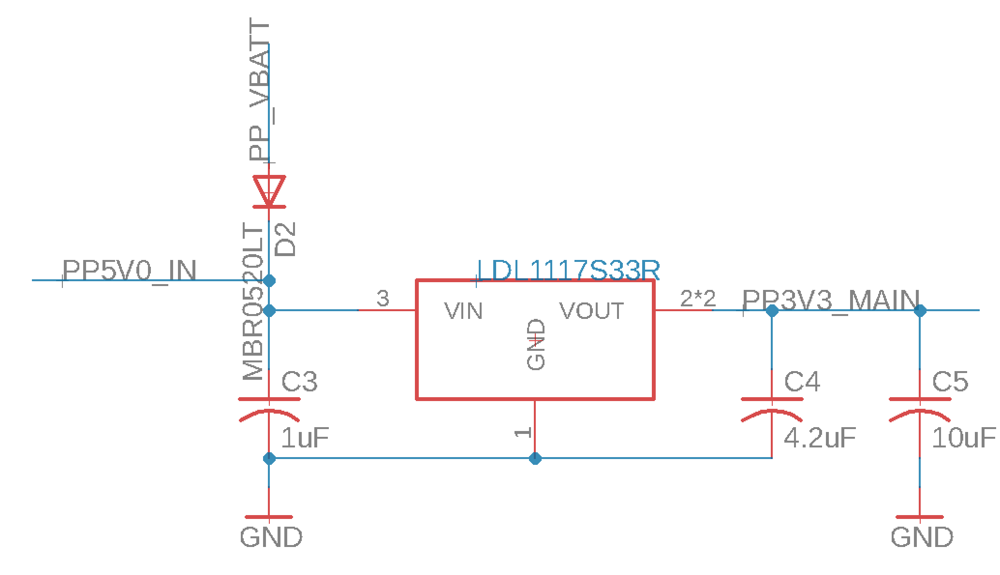 PP_VBATT
D2
MBR0520LT
PP5V0_IN
LDL1117S33R
3
VIN
VOUT
GND
2*2
PP3V3_MAIN
1
C3
1uF
C4
4.2uF
C5
10uF
GND
GND